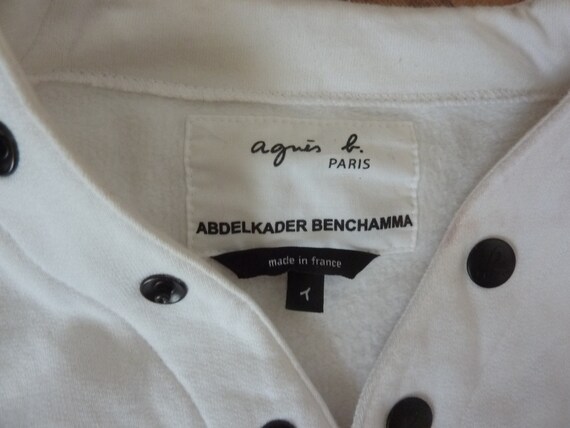 agnès b.
PARIS
ABDELKADER BENCHAMMA
made in france
1